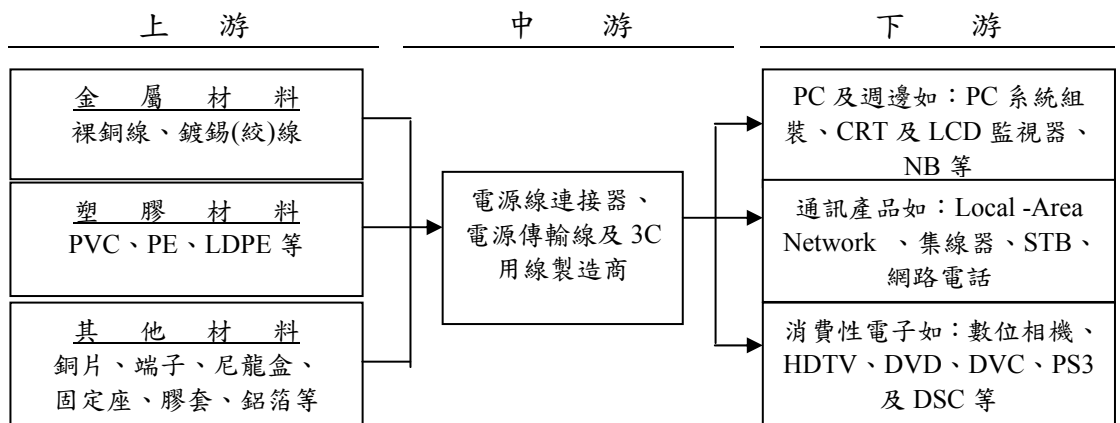 上 游
中 游
下 游
金 屬 材 料
裸銅線、鍍錫(絞)線
塑 膠 材 料
PVC、PE、LDPE 等
其 他 材 料
銅片、端子、尼龍盒、
固定座、膠套、鋁箔等
電源線連接器、
電源傳輸線及 3C
用線製造商
PC 及週邊如：PC 系統組
裝、CRT 及 LCD 監視器、
NB 等
通訊產品如：Local -Area
Network 、集線器、STB、
網路電話
消費性電子如：數位相機、
HDTV、DVD、DVC、PS3
及 DSC 等